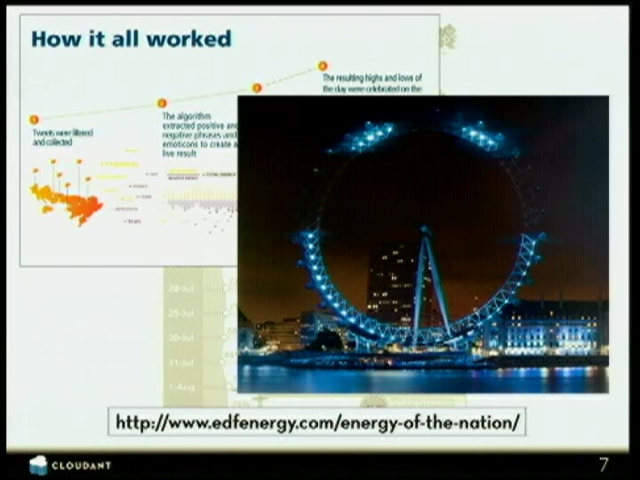 How it all worked
1
2
3
4
The resulting highs and lows of
the day were celebrated on the
The algorithm
extracted positive and
negative phrases and
emoticons to create a
live result
Tweets were filtered
and collected
28-Jul
30-Jul
31-Jul
1-Aug
http://www.edfenergy.com/energy-of-the-nation/
CLOUDANT
7